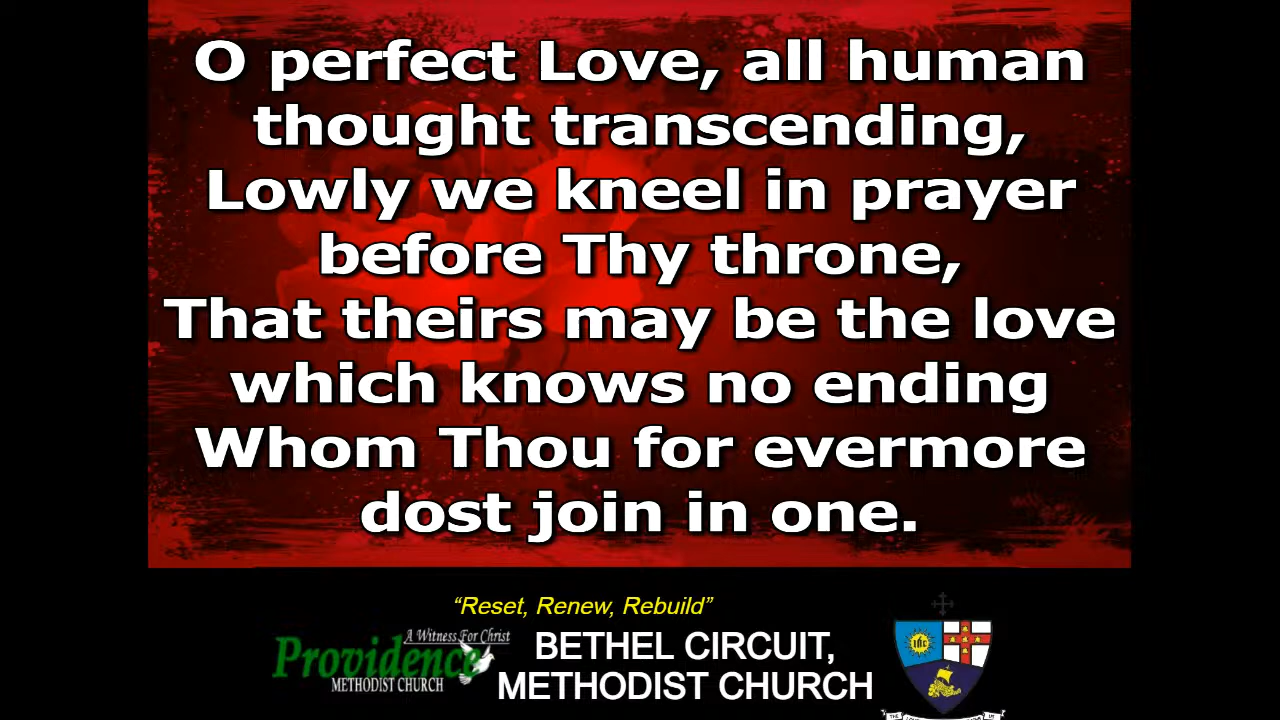 O perfect Love, all human
thought transcending,
Lowly we kneel in prayer
before Thy throne,
That theirs may be the love
which knows no ending
Whom Thou for evermore
dost join in one.
“Reset, Renew, Rebuild”
A Witness For Christ
Providence
METHODIST CHURCH
BETHEL CIRCUIT,
METHODIST CHURCH